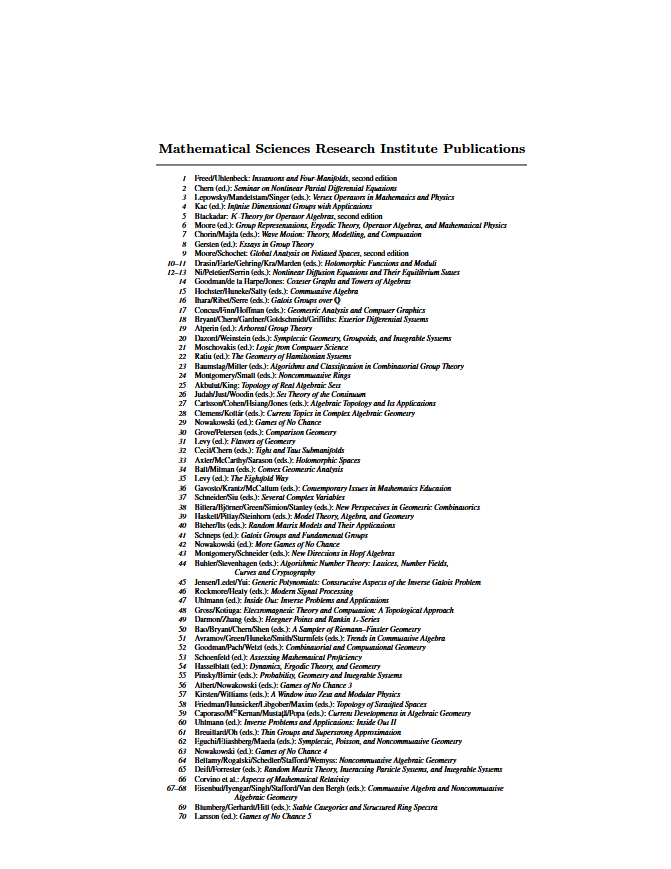 Mathematical Sciences Research Institute Publications
1 Freed/Uhlenbeck: Instantons and Four-Manifolds, second edition
2 Chern (ed.): Seminar on Nonlinear Partial Differential Equations
3 Lepowsky/Mandelstam/Singer (eds.): Vertex Operators in Mathematics and Physics
4 Kac (ed.): Infinite Dimensional Groups with Applications
5 Blackadar: K-Theory for Operator Algebras, second edition
6 Moore (ed.): Group Representations, Ergodic Theory, Operator Algebras, and Mathematical Physics
7 Chorin/Majda (eds.): Wave Motion: Theory, Modelling, and Computation
8 Gersten (ed.): Essays in Group Theory
9 Moore/Schochet: Global Analysis on Foliated Spaces, second edition
10–11 Drasin/Earle/Gehring/Kra/Marden (eds.): Holomorphic Functions and Moduli
12–13 Ni/Peletier/Serrin (eds.): Nonlinear Diffusion Equations and Their Equilibrium States
14 Goodman/de la Harpe/Jones: Coxeter Graphs and Towers of Algebras
15 Hochster/Huneke/Sally (eds.): Commutative Algebra
16 Ihara/Ribet/Serre (eds.): Galois Groups over ℚ
17 Concus/Finn/Hoffman (eds.): Geometric Analysis and Computer Graphics
18 Bryant/Chern/Gardner/Goldschmidt/Griffiths: Exterior Differential Systems
19 Alperin (ed.): Arboreal Group Theory
20 Dazord/Weinstein (eds.): Symplectic Geometry, Groupoids, and Integrable Systems
21 Moschovakis (ed.): Logic from Computer Science
22 Ratiu (ed.): The Geometry of Hamiltonian Systems
23 Baumslag/Miller (eds.): Algorithms and Classification in Combinatorial Group Theory
24 Montgomery/Small (eds.): Noncommutative Rings
25 Akbulut/King: Topology of Real Algebraic Sets
26 Judah/Just/Woodin (eds.): Set Theory of the Continuum
27 Carlsson/Cohen/Hsiang/Jones (eds.): Algebraic Topology and Its Applications
28 Clemens/Kollár (eds.): Current Topics in Complex Algebraic Geometry
29 Nowakowski (ed.): Games of No Chance
30 Grove/Petersen (eds.): Comparison Geometry
31 Levy (ed.): Flavors of Geometry
32 Cecil/Chern (eds.): Tight and Taut Submanifolds
33 Axler/McCarthy/Sarason (eds.): Holomorphic Spaces
34 Ball/Milman (eds.): Convex Geometric Analysis
35 Levy (ed.): The Eightfold Way
36 Gavosto/Krantz/McCallum (eds.): Contemporary Issues in Mathematics Education
37 Schneider/Siu (eds.): Several Complex Variables
38 Billera/Björner/Green/Simion/Stanley (eds.): New Perspectives in Geometric Combinatorics
39 Haskell/Pillay/Steinhorn (eds.): Model Theory, Algebra, and Geometry
40 Bleher/Its (eds.): Random Matrix Models and Their Applications
41 Schneps (ed.): Galois Groups and Fundamental Groups
42 Nowakowski (ed.): More Games of No Chance
43 Montgomery/Schneider (eds.): New Directions in Hopf Algebras
44 Buhler/Stevenhagen (eds.): Algorithmic Number Theory: Lattices, Number Fields,
Curves and Cryptography
45 Jensen/Ledet/Yui: Generic Polynomials: Constructive Aspects of the Inverse Galois Problem
46 Rockmore/Healy (eds.): Modern Signal Processing
47 Uhlmann (ed.): Inside Out: Inverse Problems and Applications
48 Gross/Kotiuga: Electromagnetic Theory and Computation: A Topological Approach
49 Darmon/Zhang (eds.): Heegner Points and Rankin L-Series
50 Bao/Bryant/Chern/Shen (eds.): A Sampler of Riemann–Finsler Geometry
51 Avramov/Green/Huneke/Smith/Sturmfels (eds.): Trends in Commutative Algebra
52 Goodman/Pach/Welzl (eds.): Combinatorial and Computational Geometry
53 Schoenfeld (ed.): Assessing Mathematical Proficiency
54 Hasselblatt (ed.): Dynamics, Ergodic Theory, and Geometry
55 Pinsky/Birnir (eds.): Probability, Geometry and Integrable Systems
56 Albert/Nowakowski (eds.): Games of No Chance 3
57 Kirsten/Williams (eds.): A Window into Zeta and Modular Physics
58 Friedman/Hunsicker/Libgober/Maxim (eds.): Topology of Stratified Spaces
59 Caporaso/McKernan/Mustaţă/Popa (eds.): Current Developments in Algebraic Geometry
60 Uhlmann (ed.): Inverse Problems and Applications: Inside Out II
61 Breuillard/Oh (eds.): Thin Groups and Superstrong Approximation
62 Eguchi/Eliashberg/Maeda (eds.): Symplectic, Poisson, and Noncommutative Geometry
63 Nowakowski (ed.): Games of No Chance 4
64 Bellamy/Rogalski/Schedler/Stafford/Wemyss: Noncommutative Algebraic Geometry
65 Deift/Forrester (eds.): Random Matrix Theory, Interacting Particle Systems, and Integrable Systems
66 Corvino et al.: Aspects of Mathematical Relativity
67–68 Eisenbud/Iyengar/Singh/Stafford/Van den Bergh (eds.): Commutative Algebra and Noncommutative
Algebraic Geometry
69 Blumberg/Gerhardt/Hill (eds.): Stable Categories and Structured Ring Spectra
70 Larsson (ed.): Games of No Chance 5